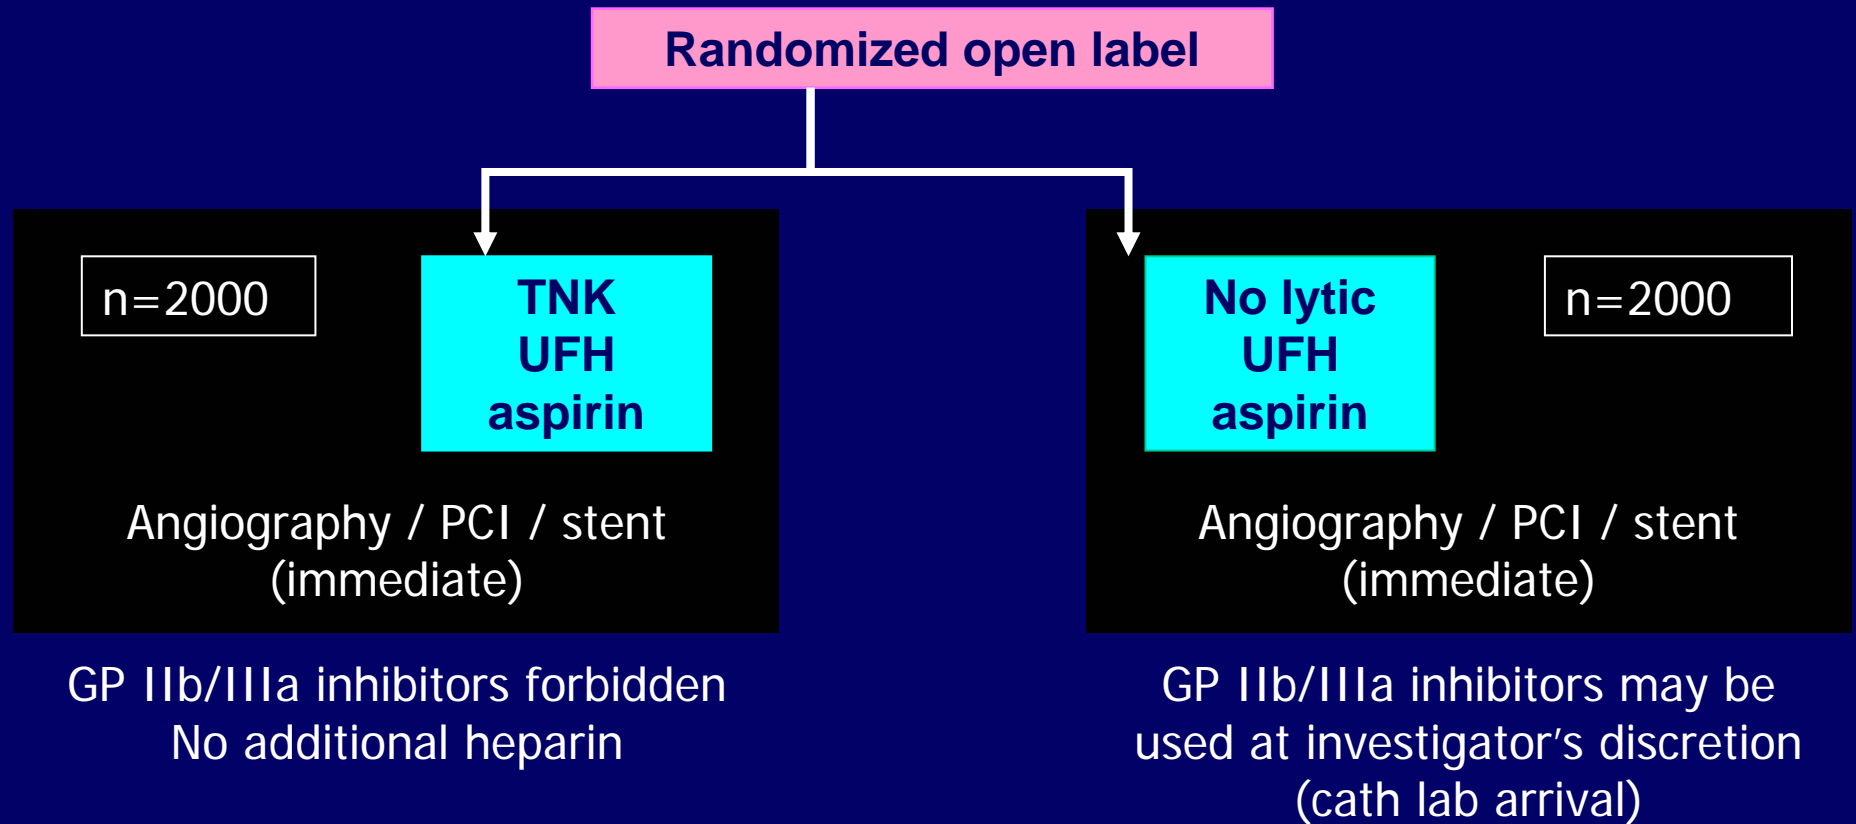 Randomized open label
n=2000
TNK
UFH
aspirin
Angiography / PCI / stent
(immediate)
GP IIb/IIIa inhibitors forbidden
No additional heparin
No lytic
UFH
aspirin
n=2000
Angiography / PCI / stent
(immediate)
GP IIb/IIIa inhibitors may be
used at investigator's discretion
(cath lab arrival)